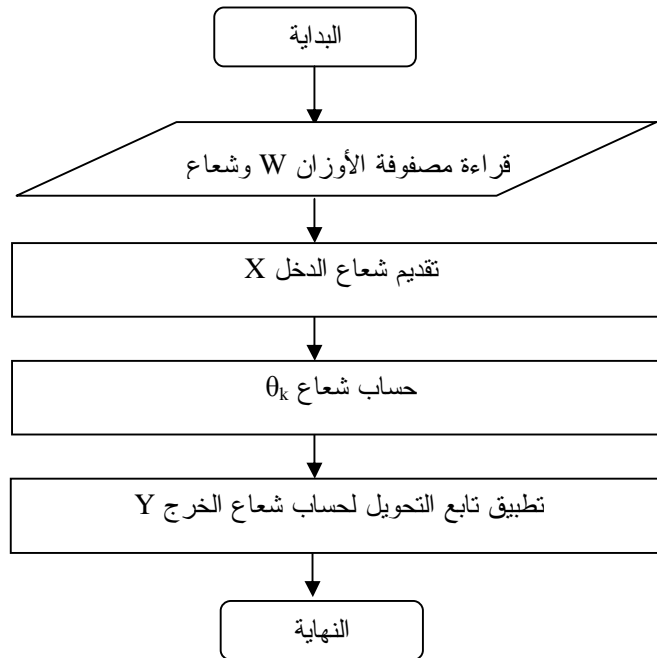 البداية
قراءة مصفوفة الأوزان W وشعاع
تقديم شعاع الدخل X
حساب شعاع θk
تطبيق تابع التحويل لحساب شعاع الخرج Y
النهاية